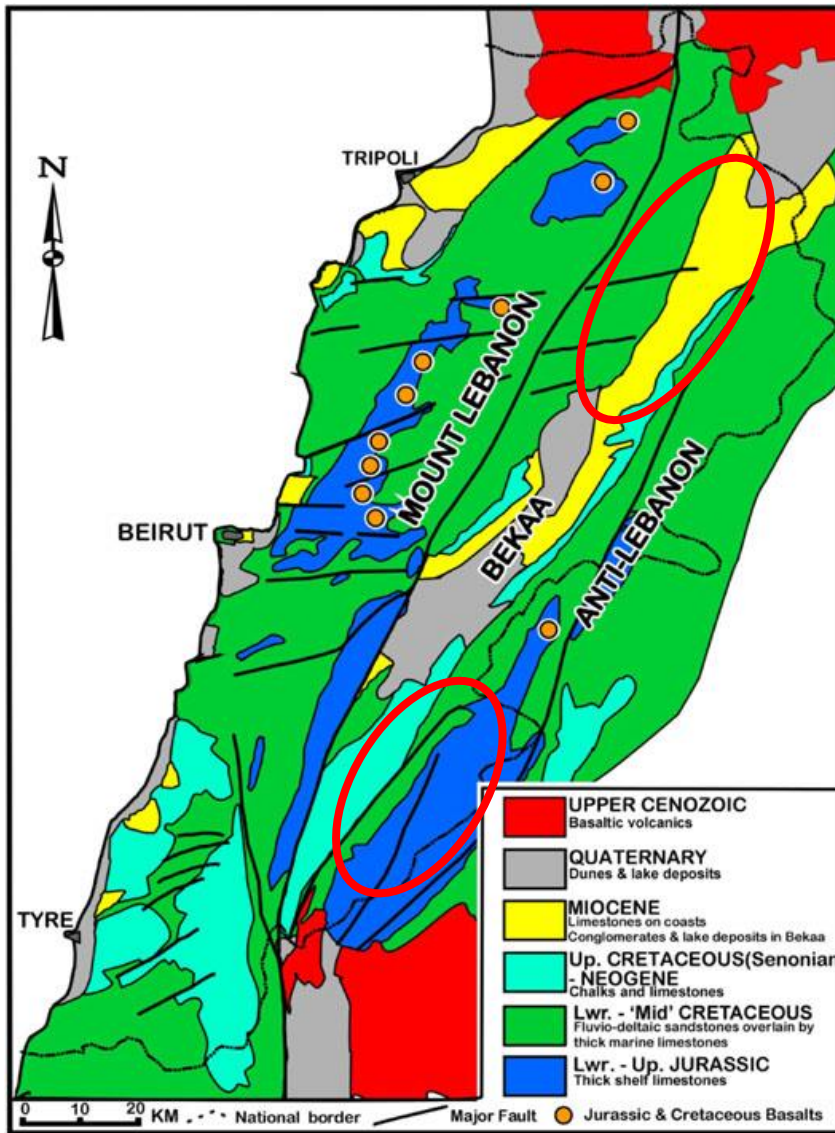 N
TRIPOLI
MOUNT LEBANON
BEIRUT
BEKAA
ANTI-LEBANON
TYRE
UPPER CENOZOIC
Basaltic volcanics
QUATERNARY
Dunes & lake deposits
MIOCENE
Limestones on coasts
Conglomerates & lake deposits in Bekaa
Up. CRETACEOUS(Senonian
- NEOGENE
Chalks and limestones
Lwr. - 'Mid' CRETACEOUS
Fluvio-deltaic sandstones overlain by
thick marine limestones
Lwr. - Up. JURASSIC
Thick shelf limestones
0 10 20 KM National border Major Fault Jurassic & Cretaceous Basalts